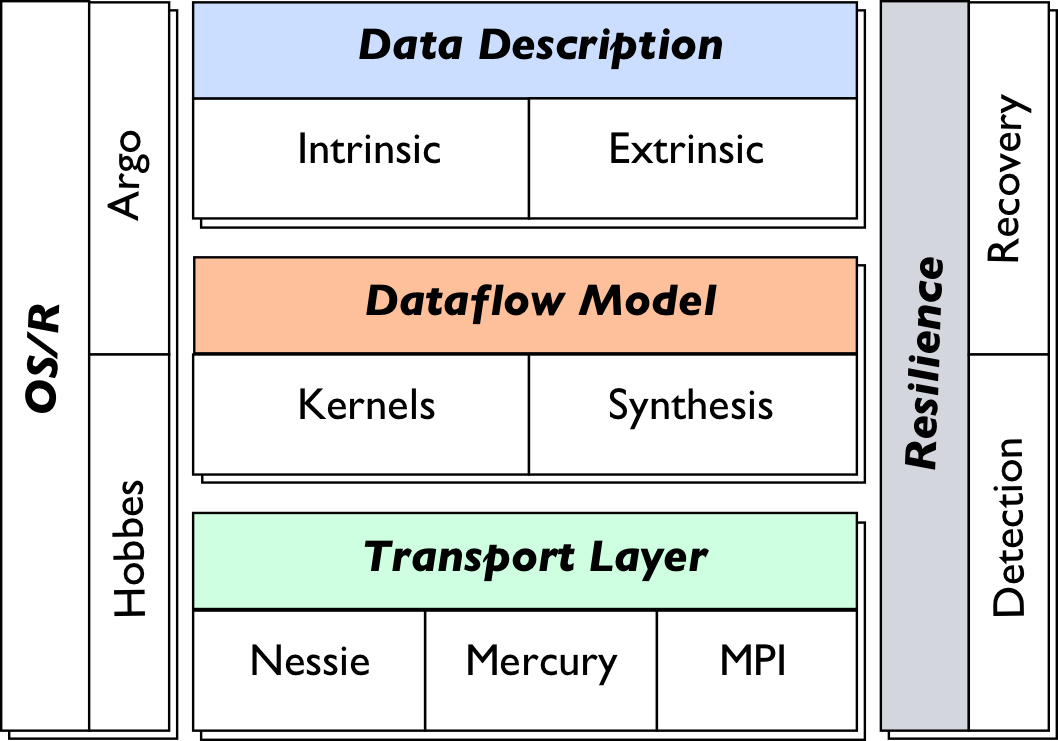 OS/R
Argo
Hobbes
Data Description
Intrinsic
Extrinsic
Dataflow Model
Kernels
Synthesis
Transport Layer
Nessie
Mercury
MPI
Resilience
Recovery
Detection